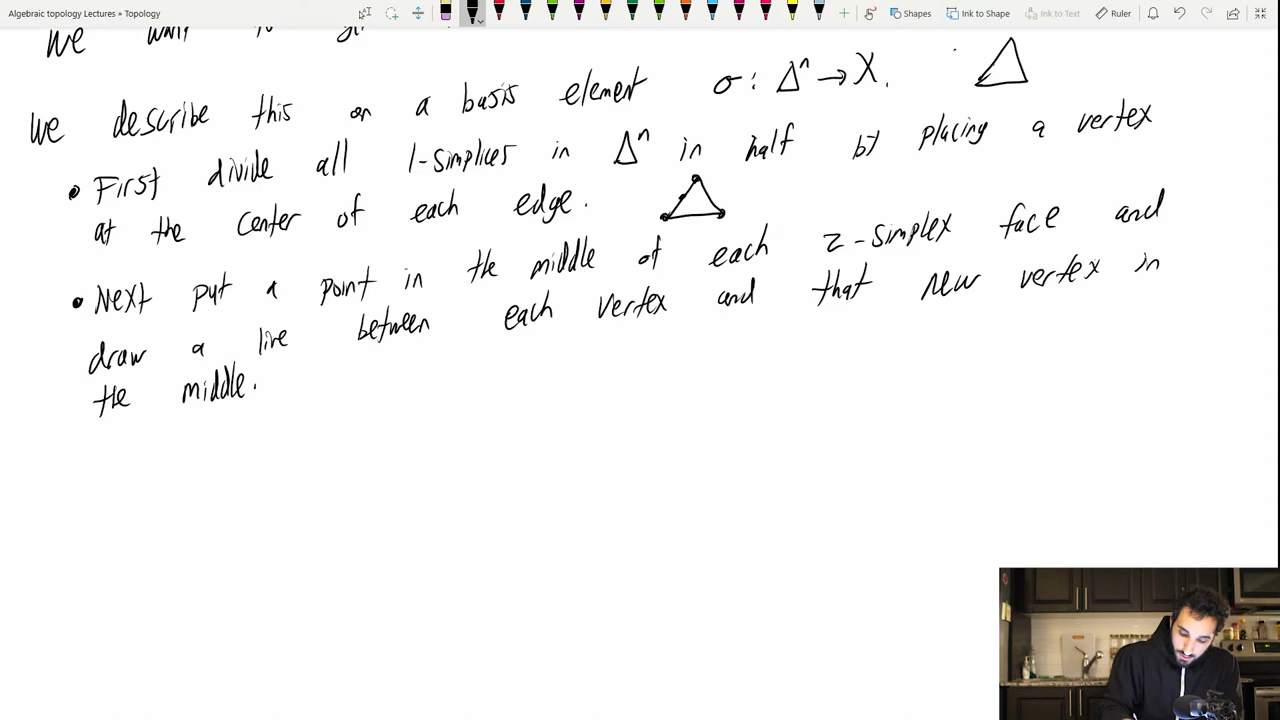 Algebraic topology Lectures » Topology
Shapes Ink to Shape Ink to Text Ruler
We want to
We describe this on a basis element σ : Δⁿ → X.
• First divide all 1-simplices in Δⁿ in half by placing a vertex
at the center of each edge.
• Next put a point in the middle of each 2-simplex face and
draw a line between each vertex and that new vertex in
the middle.